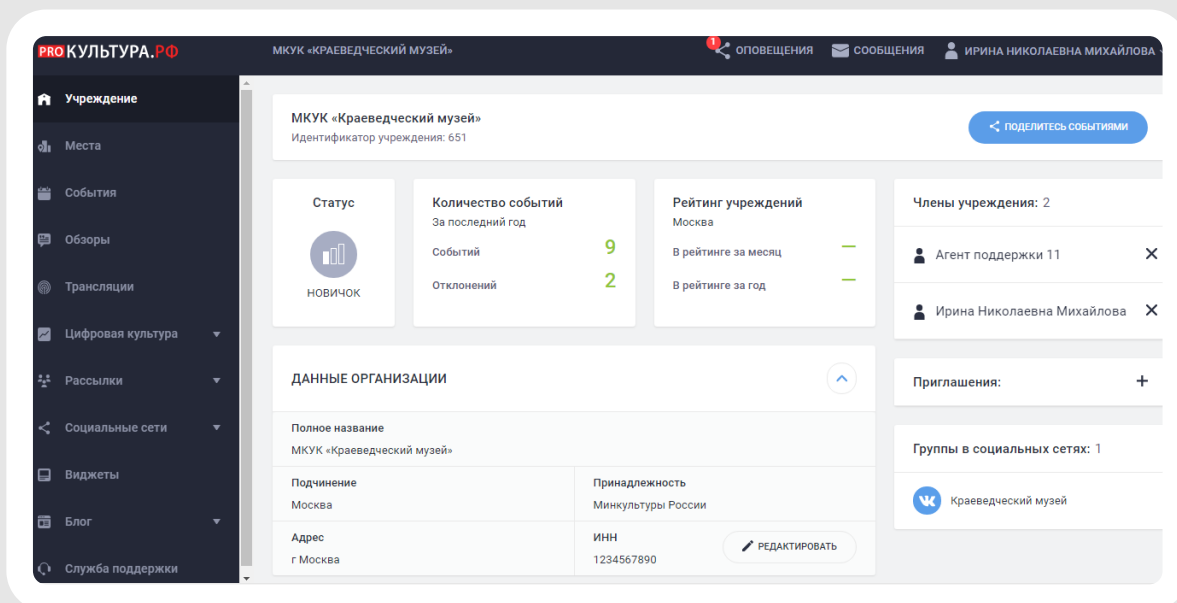 PRO КУЛЬТУРА.РФ
МКУК «КРАЕВЕДЧЕСКИЙ МУЗЕЙ»
1
ОПОВЕЩЕНИЯ
СООБЩЕНИЯ
ИРИНА НИКОЛАЕВНА МИХАЙЛОВА
Учреждение
Места
События
Обзоры
Трансляции
Цифровая культура
Рассылки
Социальные сети
Виджеты
Блог
Служба поддержки
МКУК «Краеведческий музей»
Идентификатор учреждения: 651
ПОДЕЛИТЕСЬ СОБЫТИЯМИ
Статус
НОВИЧОК
Количество событий
За последний год
Событий 9
Отклонений 2
Рейтинг учреждений
Москва
В рейтинге за месяц —
В рейтинге за год —
Члены учреждения: 2
Агент поддержки 11
Ирина Николаевна Михайлова
Приглашения:
Группы в социальных сетях: 1
Краеведческий музей
ДАННЫЕ ОРГАНИЗАЦИИ
Полное название
МКУК «Краеведческий музей»
Подчинение
Москва
Принадлежность
Минкультуры России
Адрес
г Москва
ИНН
1234567890
РЕДАКТИРОВАТЬ